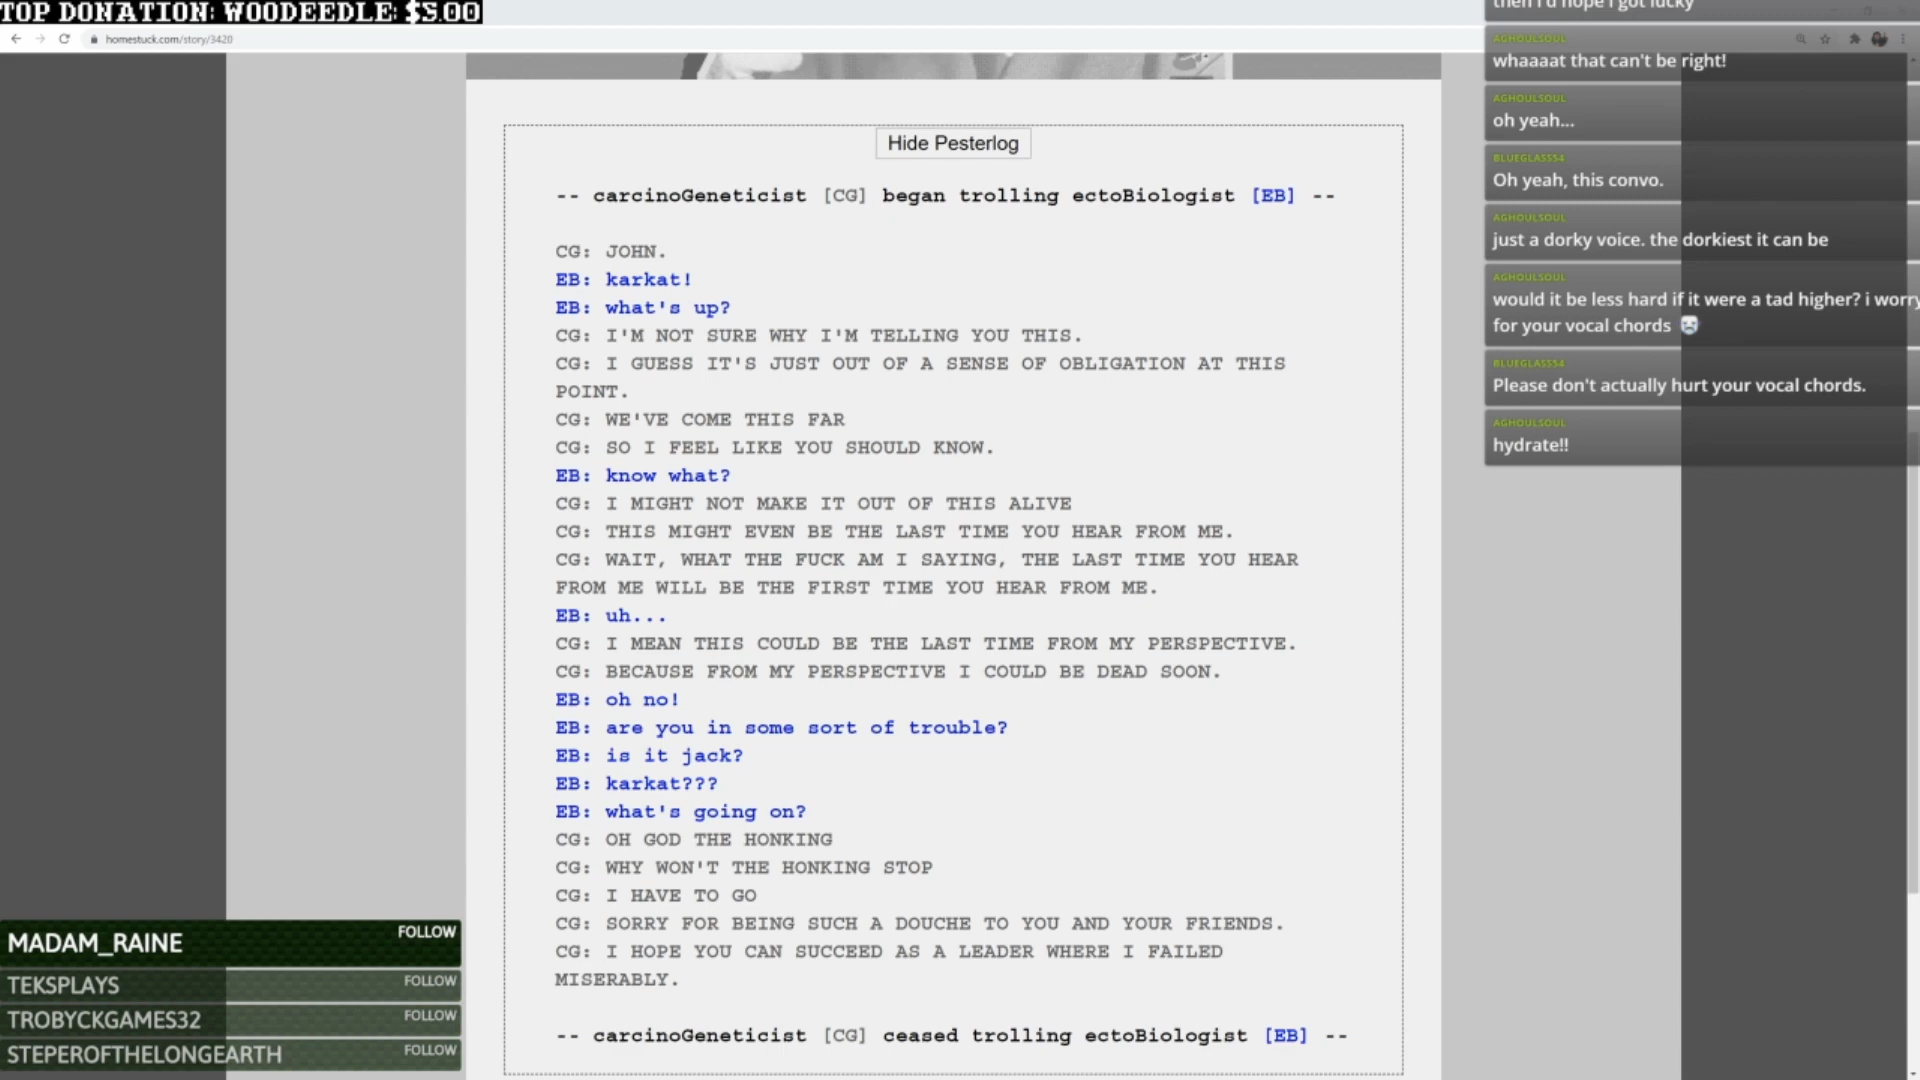 TOP DONATION: WOODEEDLE: $5.00
homestuck.com/story/3420
Hide Pesterlog
-- carcinoGeneticist [CG] began trolling ectoBiologist [EB] --
CG: JOHN.
EB: karkat!
EB: what's up?
CG: I'M NOT SURE WHY I'M TELLING YOU THIS.
CG: I GUESS IT'S JUST OUT OF A SENSE OF OBLIGATION AT THIS
POINT.
CG: WE'VE COME THIS FAR
CG: SO I FEEL LIKE YOU SHOULD KNOW.
EB: know what?
CG: I MIGHT NOT MAKE IT OUT OF THIS ALIVE
CG: THIS MIGHT EVEN BE THE LAST TIME YOU HEAR FROM ME.
CG: WAIT, WHAT THE FUCK AM I SAYING, THE LAST TIME YOU HEAR
FROM ME WILL BE THE FIRST TIME YOU HEAR FROM ME.
EB: uh...
CG: I MEAN THIS COULD BE THE LAST TIME FROM MY PERSPECTIVE.
CG: BECAUSE FROM MY PERSPECTIVE I COULD BE DEAD SOON.
EB: oh no!
EB: are you in some sort of trouble?
EB: is it jack?
EB: karkat???
EB: what's going on?
CG: OH GOD THE HONKING
CG: WHY WON'T THE HONKING STOP
CG: I HAVE TO GO
CG: SORRY FOR BEING SUCH A DOUCHE TO YOU AND YOUR FRIENDS.
CG: I HOPE YOU CAN SUCCEED AS A LEADER WHERE I FAILED
MISERABLY.
-- carcinoGeneticist [CG] ceased trolling ectoBiologist [EB] --
then i'd hope i got lucky
AGHOULSOUL
whaaaat that can't be right!
AGHOULSOUL
oh yeah...
BLUEGLASS54
Oh yeah, this convo.
AGHOULSOUL
just a dorky voice. the dorkiest it can be
AGHOULSOUL
would it be less hard if it were a tad higher? i worry
for your vocal chords
BLUEGLASS54
Please don't actually hurt your vocal chords.
AGHOULSOUL
hydrate!!
MADAM_RAINE FOLLOW
TEKSPLAYS FOLLOW
TROBYCKGAMES32 FOLLOW
STEPEROFTHELONGEARTH FOLLOW